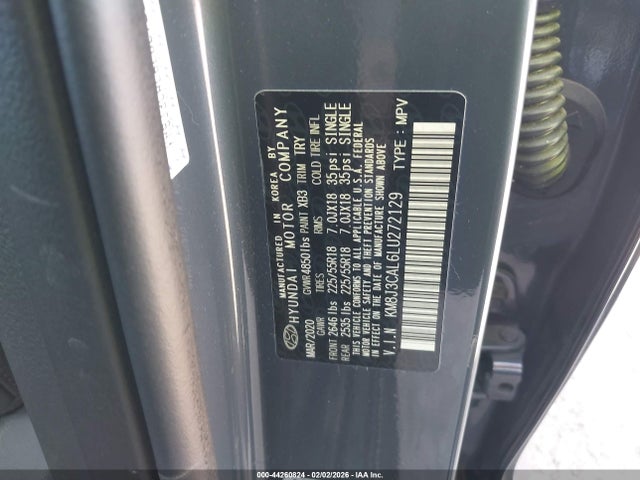 MANUFACTURED IN KOREA BY
HYUNDAI MOTOR COMPANY
MAR/2020 GVWR 4850lbs PAINT XB3 TRIM TRY
GAWR TIRES RIMS COLD TIRE INFL.
FRONT 2646 lbs 225/55R18 7.0JX18 35psi SINGLE
REAR 2535 lbs 225/55R18 7.0JX18 35psi SINGLE
THIS VEHICLE CONFORMS TO ALL APPLICABLE U.S.A. FEDERAL
MOTOR VEHICLE SAFETY AND THEFT PREVENTION STANDARDS
IN EFFECT ON THE DATE OF MANUFACTURE SHOWN ABOVE
V.I.N KM8J3CAL6LU272129 TYPE : MPV
000-44260824 - 02/02/2026 - IAA Inc.